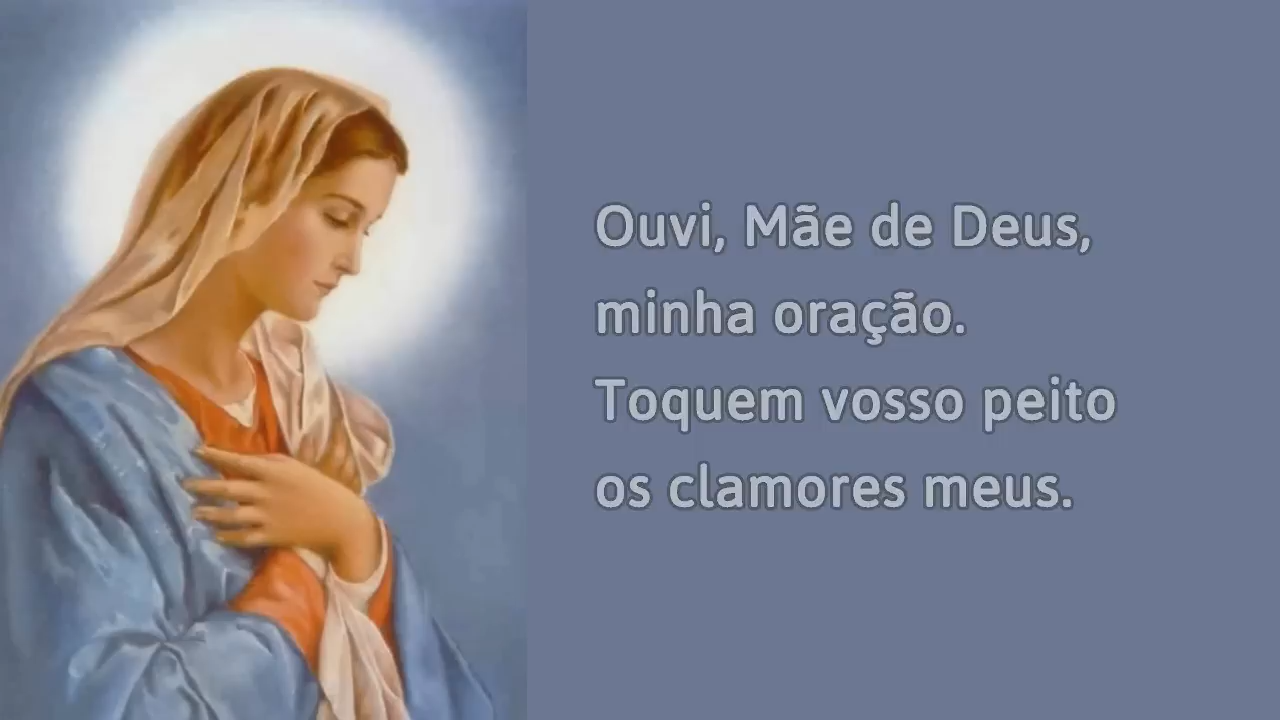 Ouvi, Mãe de Deus,
minha oração.
Toquem vosso peito
os clamores meus.